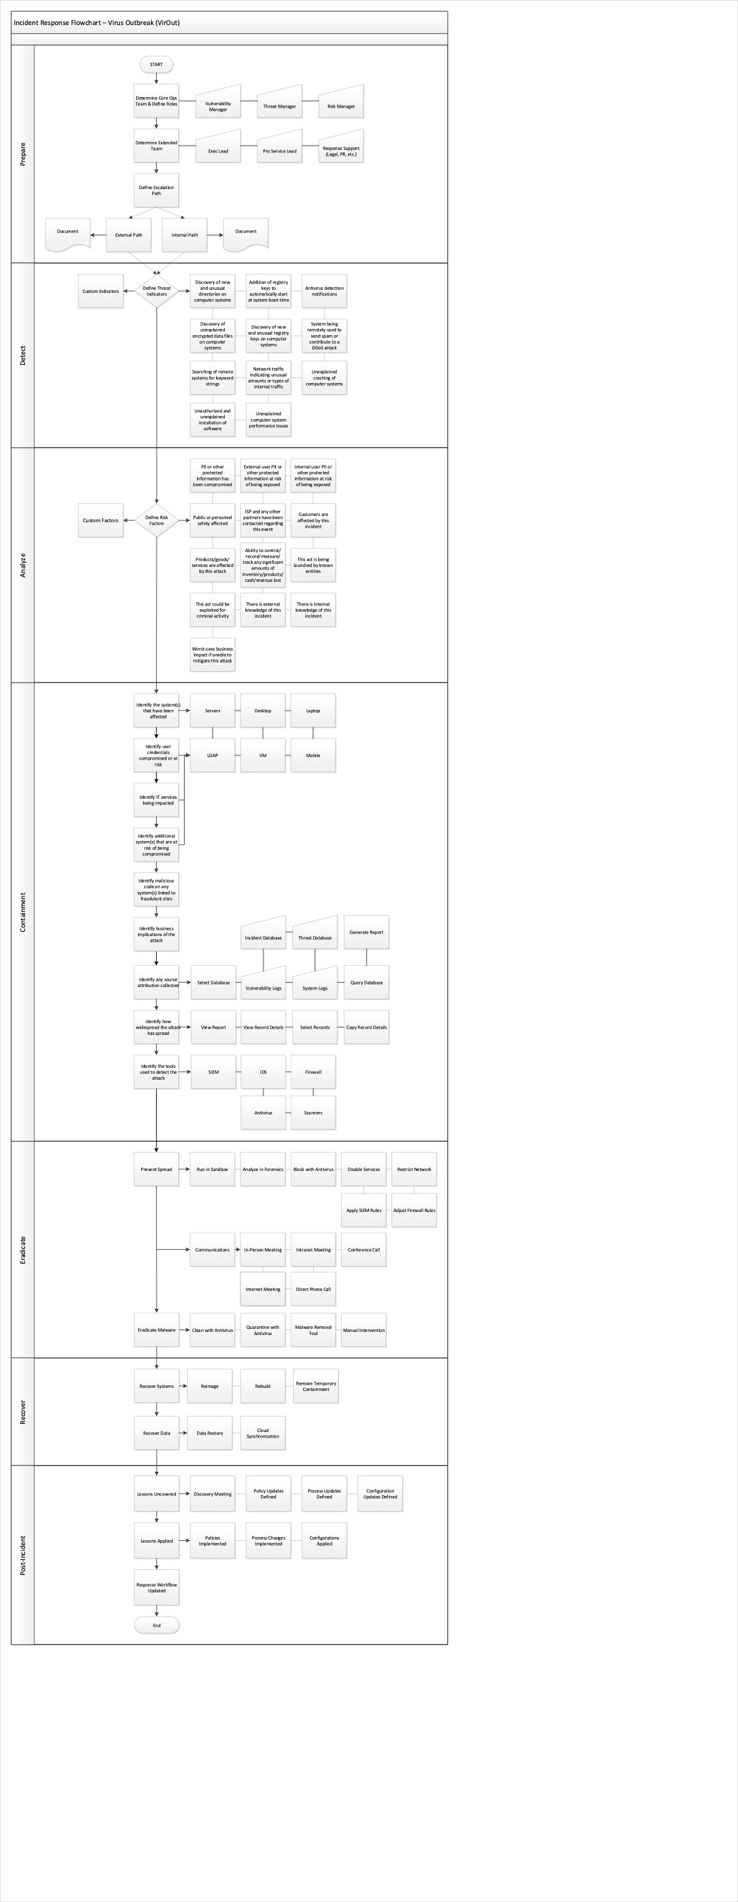 Incident Response Flowchart – Virus Outbreak (VirOut)
Prepare
START
Determine Core Ops
Team & Define Roles
Vulnerability
Manager
Threat Manager
Risk Manager
Determine Extended
Team
Exec Lead
Pro Service Lead
Response Support
(Legal, PR, etc.)
Define Escalation
Path
Document
External Path
Internal Path
Document
Detect
Custom Indicators
Define Threat
Indicators
Discovery of new
and unusual
directories on
computer systems
Addition of registry
keys to
automatically start
at system boot-time
Antivirus detection
notifications
Discovery of
unexplained
encrypted data files
on computer
systems
Discovery of new
and unusual registry
keys on computers
System being
remotely used to
send spam or
contribute to a
DDoS attack
Searching of remote
systems for keyword
strings
Network traffic
indicating unusual
amounts or types of
internal traffic
Unexplained
crashing of
computer systems
Unauthorized and
unexplained
installation of
software
Unexplained
computer system
performance issues
Analyze
PII or other
protected
information has
been compromised
External user PII or
other protected
information at risk
of being exposed
Internal user PII or
other protected
information at risk
of being exposed
Custom Factors
Define Risk
Factors
Public or personnel
safety affected
ISP and any other
partners have been
contacted regarding
this event
Customers are
affected by this
incident
Products/goods/
services are affected
by this attack
Ability to control/
record/measure/
track any significant
amounts of
inventory/products/
cash/revenue lost
This act is being
launched by known
entities
This act could be
exploited for
criminal activity
There is external
knowledge of this
incident
There is internal
knowledge of this
incident
Worst-case business
impact if unable to
mitigate this attack
Containment
Identify the system(s)
that have been
affected
Servers
Desktop
Laptop
Identify user
credentials
compromised or at
risk
LDAP
VM
Mobile
Identify IT services
being impacted
Identify additional
system(s) that are at
risk of being
compromised
Identify malicious
code on any
system(s) linked to
fraudulent sites
Identify business
implications of the
attack
Incident Database
Threat Database
Generate Report
Identify any source
attribution collected
Select Database
Vulnerability Logs
System Logs
Query Database
Identify how
widespread the attack
has spread
View Report
View Record Details
Select Records
Copy Record Details
Identify the tools
used to detect the
attack
SIEM
IDS
Firewall
Antivirus
Scanners
Eradicate
Prevent Spread
Run in Sandbox
Analyze in Forensics
Block with Antivirus
Disable Services
Restrict Network
Apply SIEM Rules
Adjust Firewall Rules
Communications
In-Person Meeting
Intranet Meeting
Conference Call
Internet Meeting
Direct Phone Call
Eradicate Malware
Clean with Antivirus
Quarantine with
Antivirus
Malware Removal
Tool
Manual Intervention
Recover
Recover Systems
Reimage
Rebuild
Remove Temporary
Containment
Recover Data
Data Restore
Cloud
Synchronization
Post-Incident
Lessons Uncovered
Discovery Meeting
Policy Updates
Defined
Process Updates
Defined
Configuration
Updates Defined
Lessons Applied
Policies
Implemented
Process Changes
Implemented
Configurations
Applied
Response Workflow
Updated
End